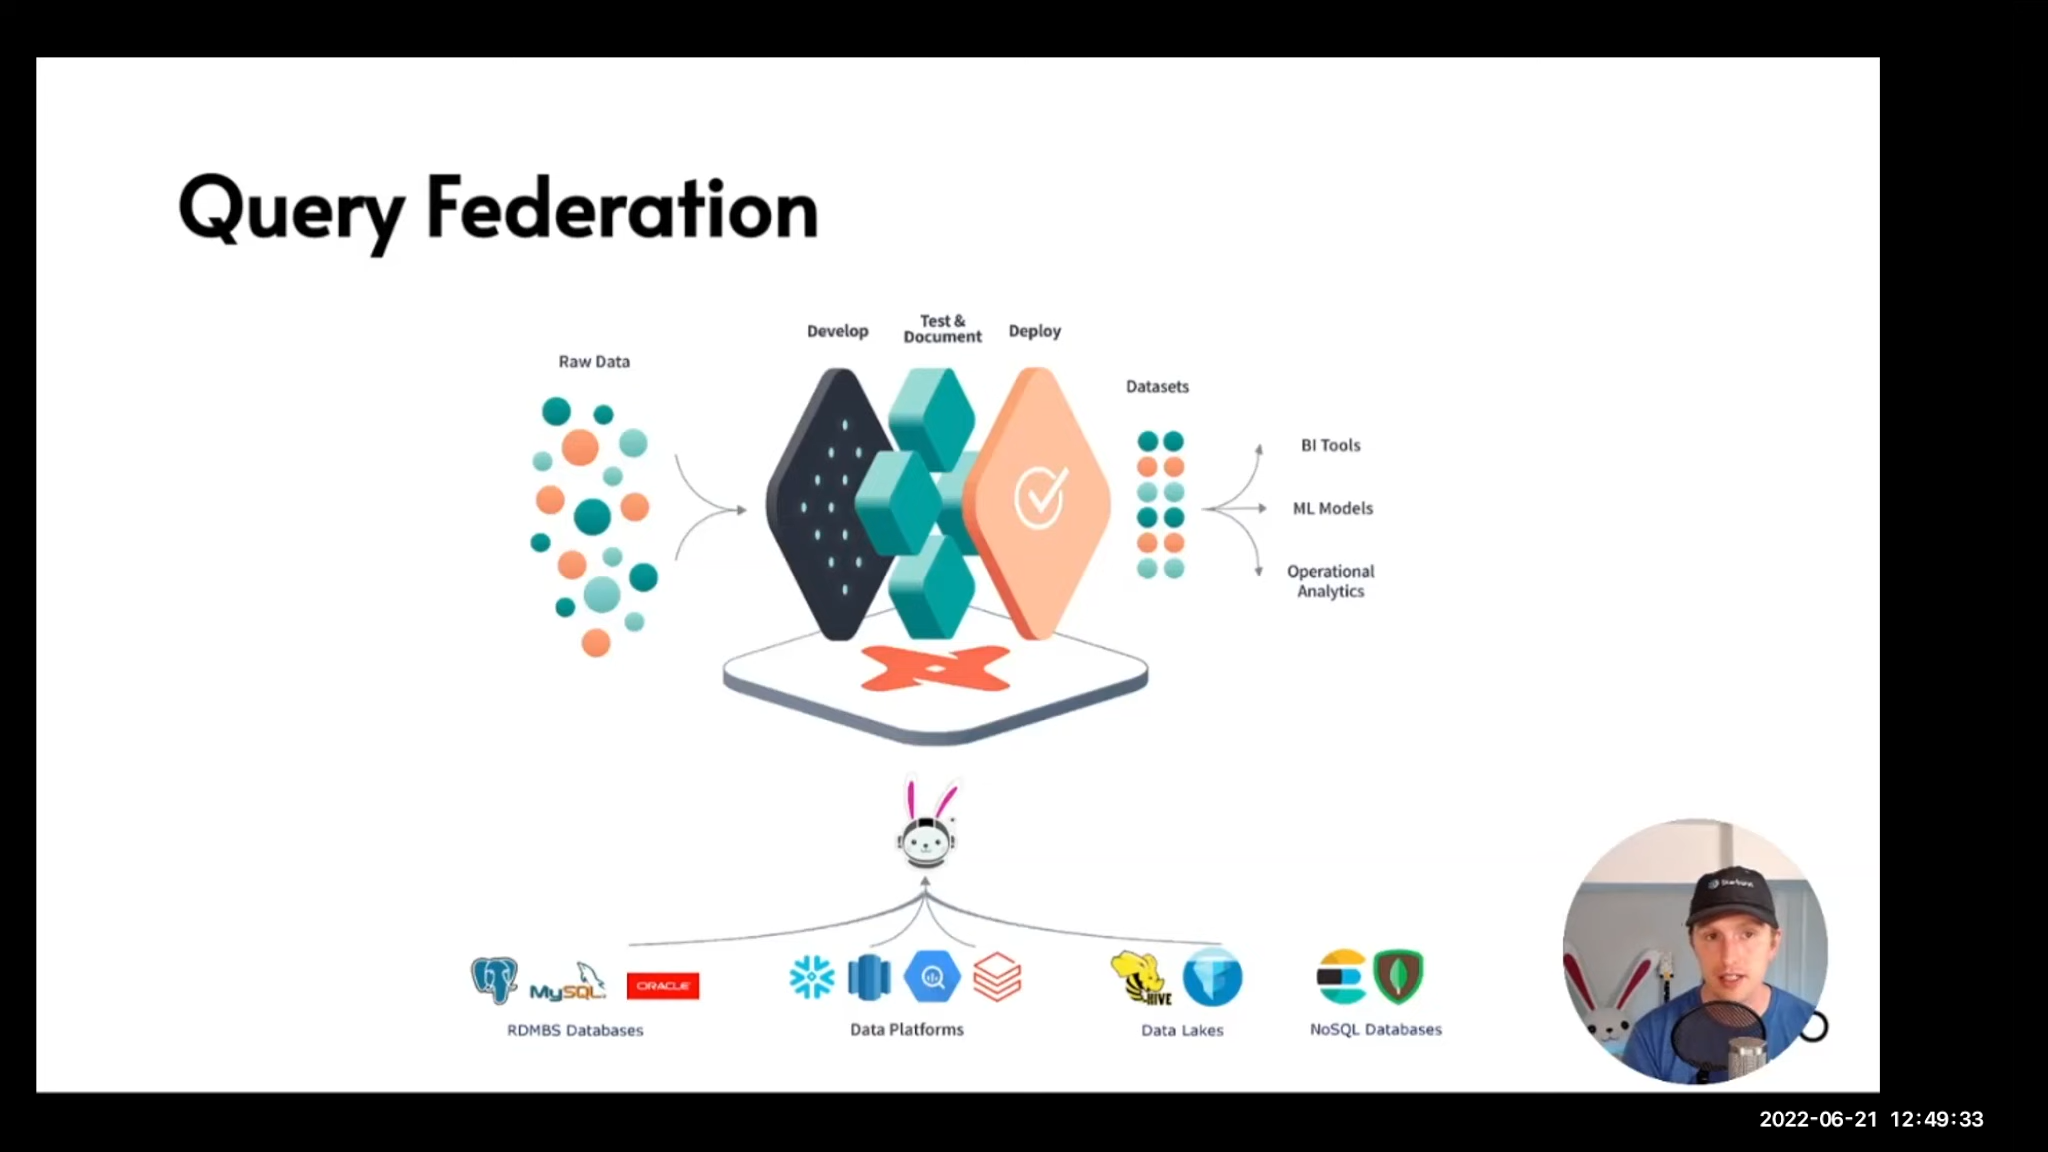 Query Federation
Raw Data
Develop
Test &
Document
Deploy
Datasets
BI Tools
ML Models
Operational
Analytics
MySQL
ORACLE
HIVE
RDMBS Databases
Data Platforms
Data Lakes
NoSQL Databases
Starburst
2022-06-21 12:49:33